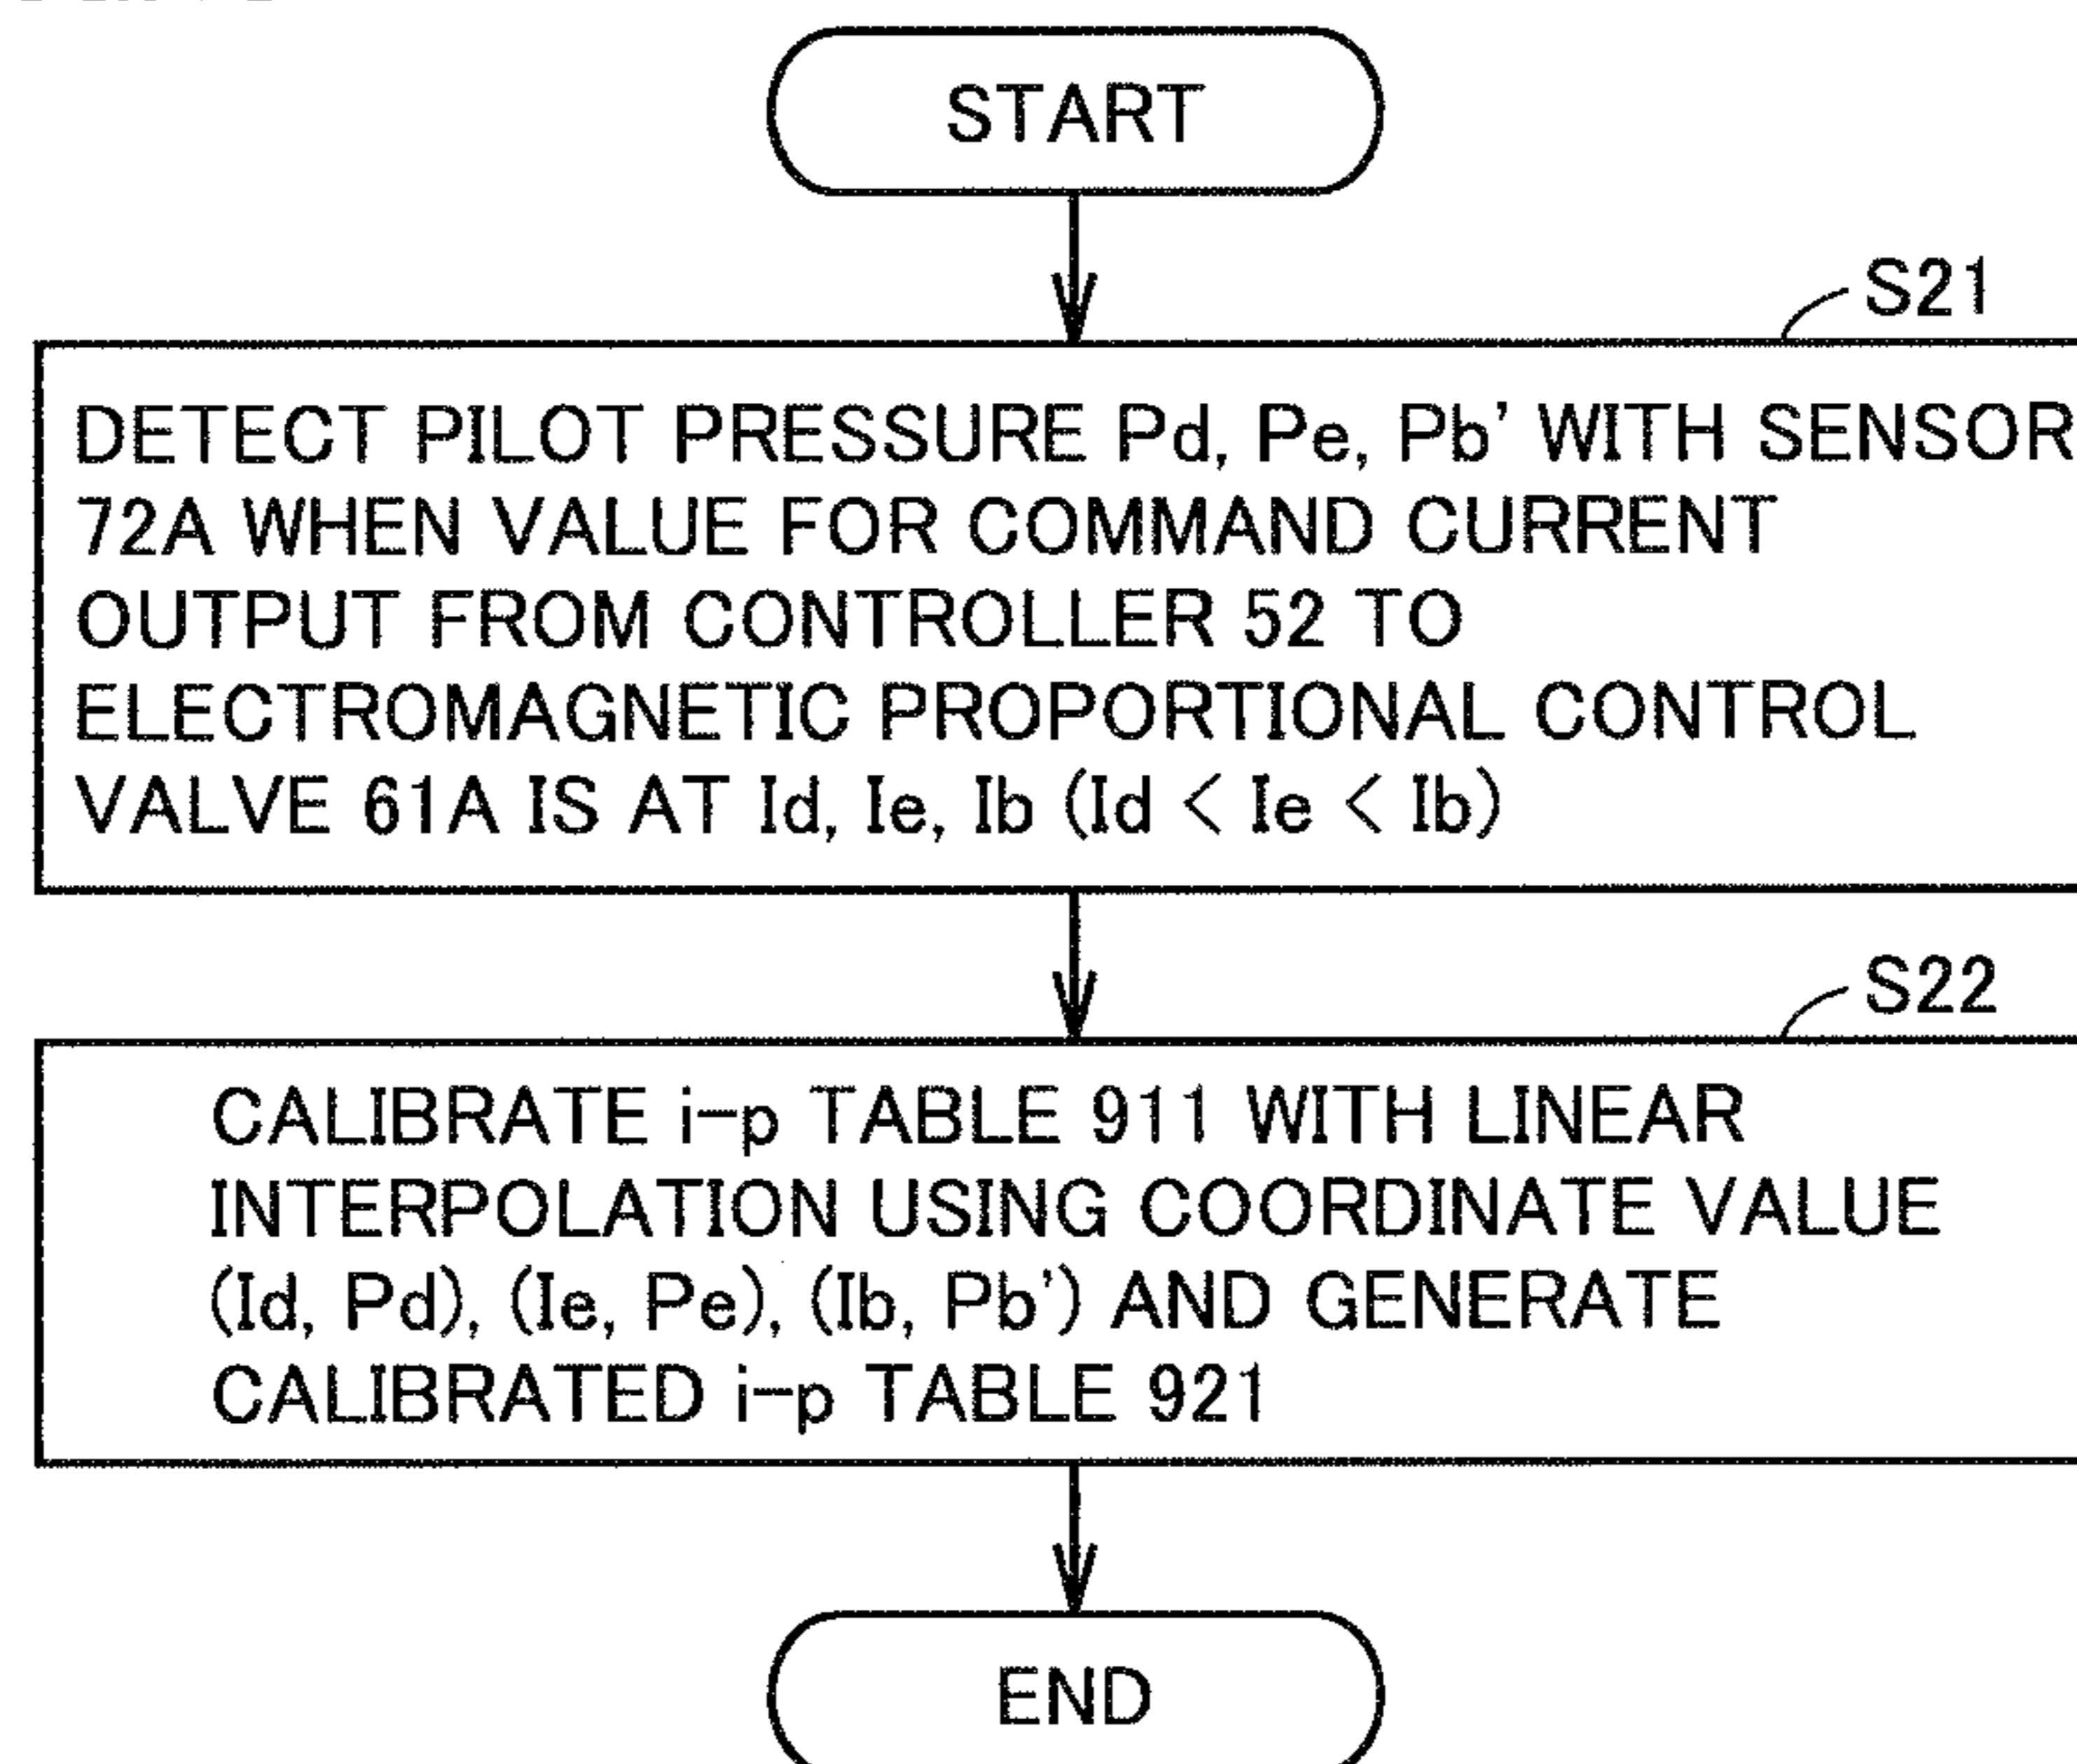 START
S21
DETECT PILOT PRESSURE Pd, Pe, Pb' WITH SENSOR
72A WHEN VALUE FOR COMMAND CURRENT
OUTPUT FROM CONTROLLER 52 TO
ELECTROMAGNETIC PROPORTIONAL CONTROL
VALVE 61A IS AT Id, Ie, Ib (Id < Ie < Ib)
S22
CALIBRATE i-p TABLE 911 WITH LINEAR
INTERPOLATION USING COORDINATE VALUE
(Id, Pd), (Ie, Pe), (Ib, Pb') AND GENERATE
CALIBRATED i-p TABLE 921
END